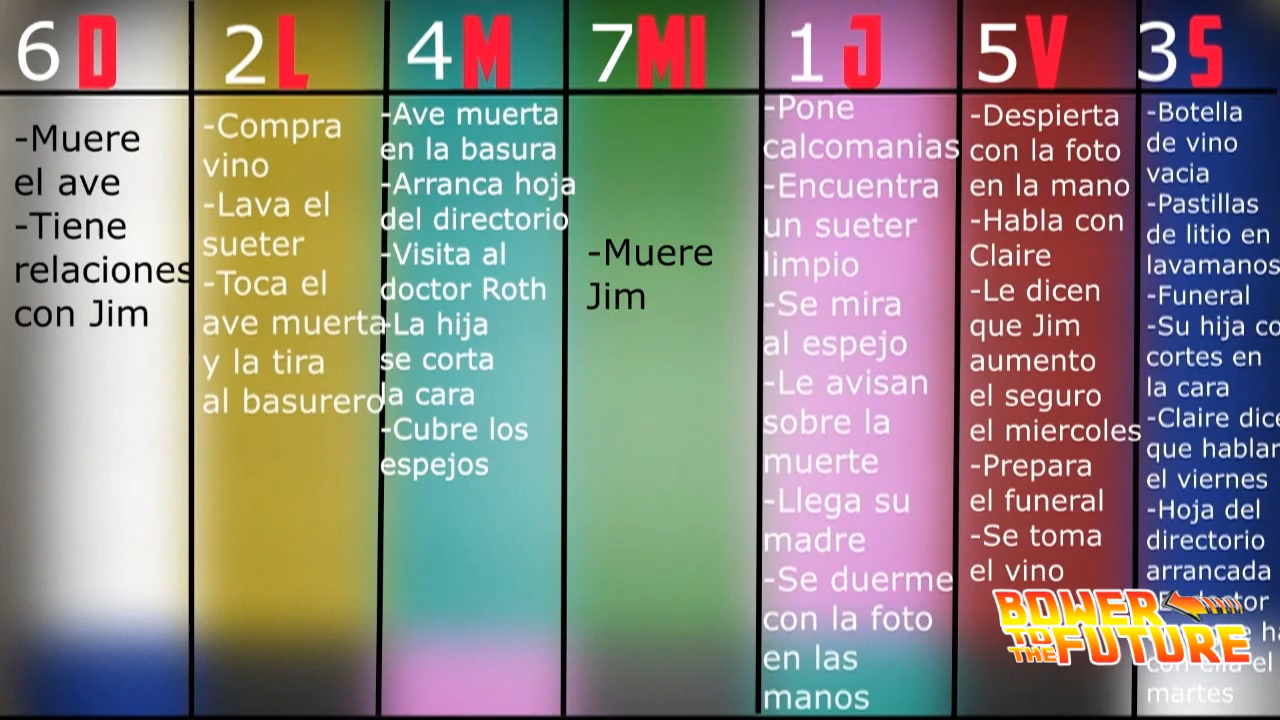 6 D
-Muere
el ave
-Tiene
relaciones
con Jim
2 L
-Compra
vino
-Lava el
sueter
-Toca el
ave muerta
y la tira
al basurero
4 M
-Ave muerta
en la basura
-Arranca hoja
del directorio
-Visita al
doctor Roth
-La hija
se corta
la cara
-Cubre los
espejos
7 MI
-Muere
Jim
1 J
-Pone
calcomanias
-Encuentra
un sueter
limpio
-Se mira
al espejo
-Le avisan
sobre la
muerte
-Llega su
madre
-Se duerme
con la foto
en las
manos
5 V
-Despierta
con la foto
en la mano
-Habla con
Claire
-Le dicen
que Jim
aumento
el seguro
el miercoles
-Prepara
el funeral
-Se toma
el vino
3 S
-Botella
de vino
vacia
-Pastillas
de litio en
lavamanos
-Funeral
-Su hija co
cortes en
la cara
-Claire dice
que hablar
el viernes
-Hoja del
directorio
arrancada
con ella el
martes
BOWER
TO THE FUTURE